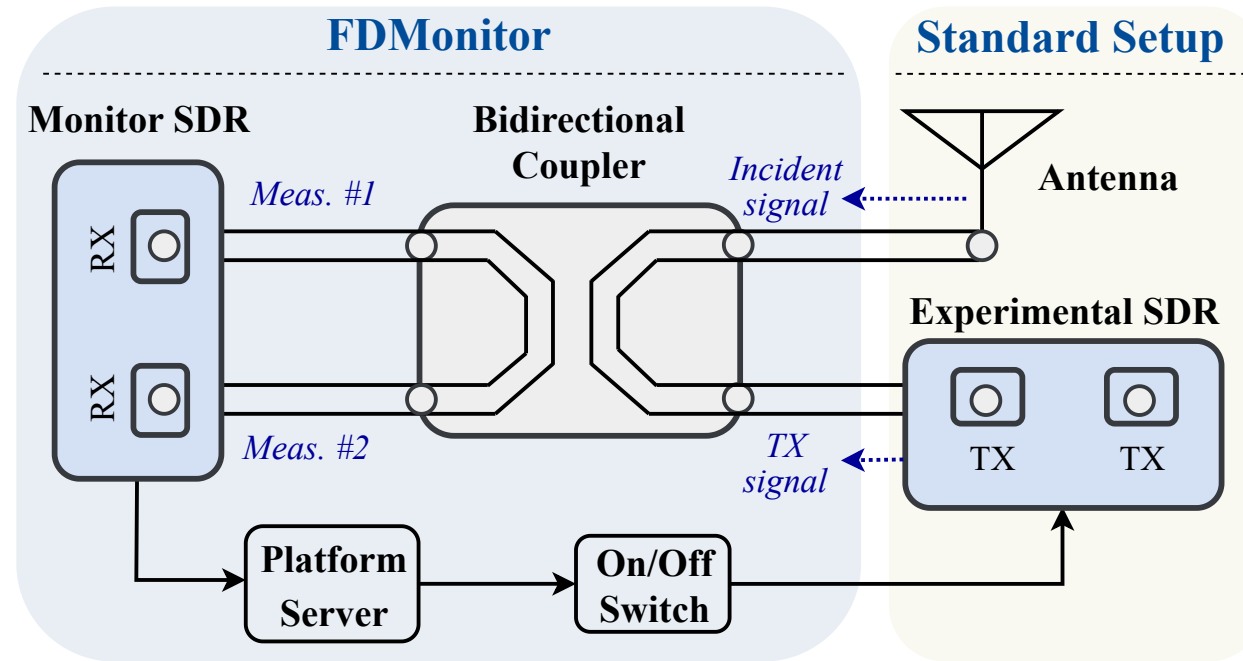 FDMonitor
Standard Setup
Monitor SDR
Bidirectional
Coupler
Meas. #1
Incident
signal
Antenna
RX
Experimental SDR
RX
Meas. #2
TX
signal
TX
TX
Platform
Server
On/Off
Switch